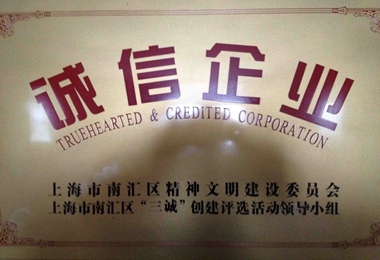 诚信企业
TRUEHEARTED & CREDITED CORPORATION
上海市南汇区精神文明建设委员会
上海市南汇区“三诚”创建评选活动领导小组